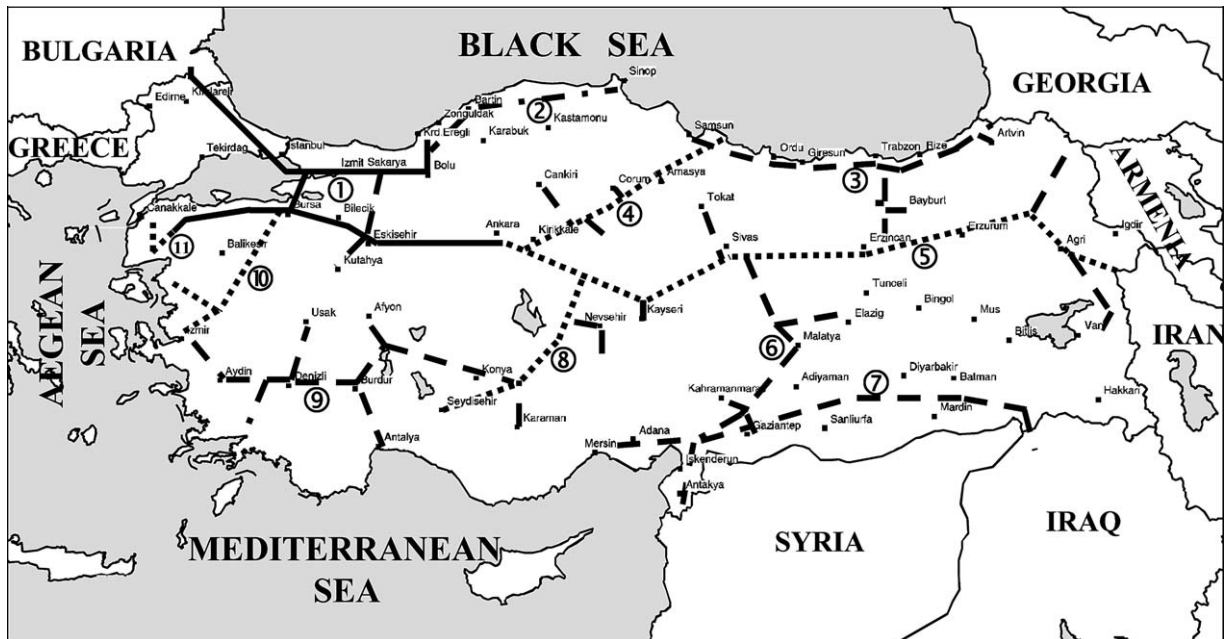 BLACK SEA
BULGARIA
GEORGIA
Sinop
Edirne
Kirklareli
Bartin
②
Zonguldak
Kastamonu
Krd.Eregli
Karabuk
Samsun
Artvin
GREECE
Tekirdag
Istanbul
Izmit
Sakarya
Bolu
Ordu
Giresun
Trabzon
Rize
ARMENIA
①
Cankiri
Corum
Amasya
③
Canakkale
Bursa
Bilecik
④
Tokat
Bayburt
Ankara
Kirikkale
Igdir
⑪
Balikesir
Eskisehir
Sivas
Erzincan
Erzurum
Agri
⑤
Kutahya
⑩
AEGEAN
SEA
Tunceli
Bingol
Mus
Usak
Afyon
Nevsehir
Kayseri
Elazig
Izmir
Bitlis
Van
IRAN
⑧
⑥
Malatya
Aydin
Denizli
Burdur
Konya
Adiyaman
Diyarbakir
Batman
⑦
⑨
Seydisehir
Kahramanmaras
Hakkari
Karaman
Sanliurfa
Mardin
Antalya
Mersin
Adana
Gaziantep
Iskenderun
Antakya
MEDITERRANEAN
SEA
SYRIA
IRAQ